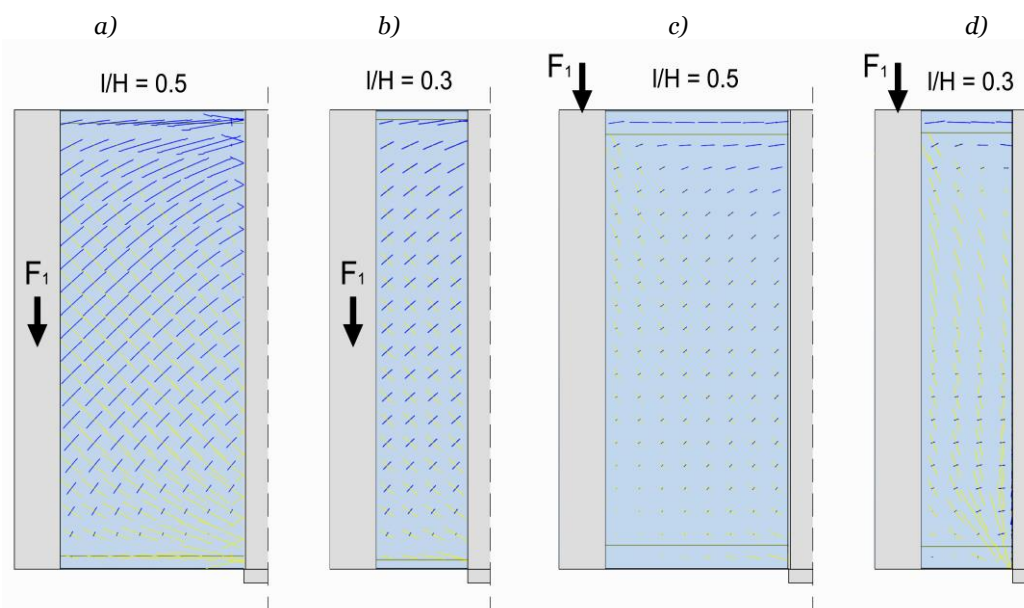 a) b) c) d)
l/H = 0.5 l/H = 0.3 F₁ l/H = 0.5 F₁ l/H = 0.3
F₁ F₁